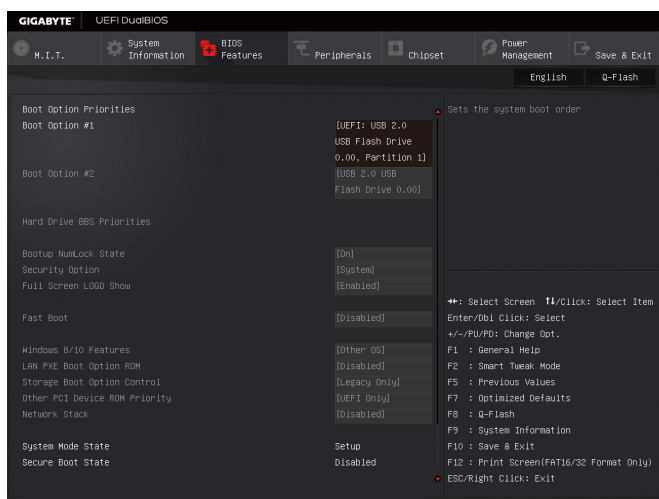 GIGABYTE™ UEFI DualBIOS
M.I.T.
System Information
BIOS Features
Peripherals
Chipset
Power Management
Save & Exit
English Q-Flash
Boot Option Priorities
Boot Option #1 [UEFI: USB 2.0
USB Flash Drive
0.00, Partition 1]
Boot Option #2 [USB 2.0 USB
Flash Drive 0.00]
Hard Drive BBS Priorities
Bootup NumLock State [On]
Security Option [System]
Full Screen LOGO Show [Enabled]
Fast Boot [Disabled]
Windows 8/10 Features [Other OS]
LAN PXE Boot Option ROM [Disabled]
Storage Boot Option Control [Legacy Only]
Other PCI Device ROM Priority [UEFI Only]
Network Stack [Disabled]
System Mode State Setup
Secure Boot State Disabled
Sets the system boot order
→←: Select Screen ↑↓/Click: Select Item
Enter/Dbl Click: Select
+/-/PU/PD: Change Opt.
F1 : General Help
F2 : Smart Tweak Mode
F5 : Previous Values
F7 : Optimized Defaults
F8 : Q-Flash
F9 : System Information
F10 : Save & Exit
F12 : Print Screen(FAT16/32 Format Only)
ESC/Right Click: Exit